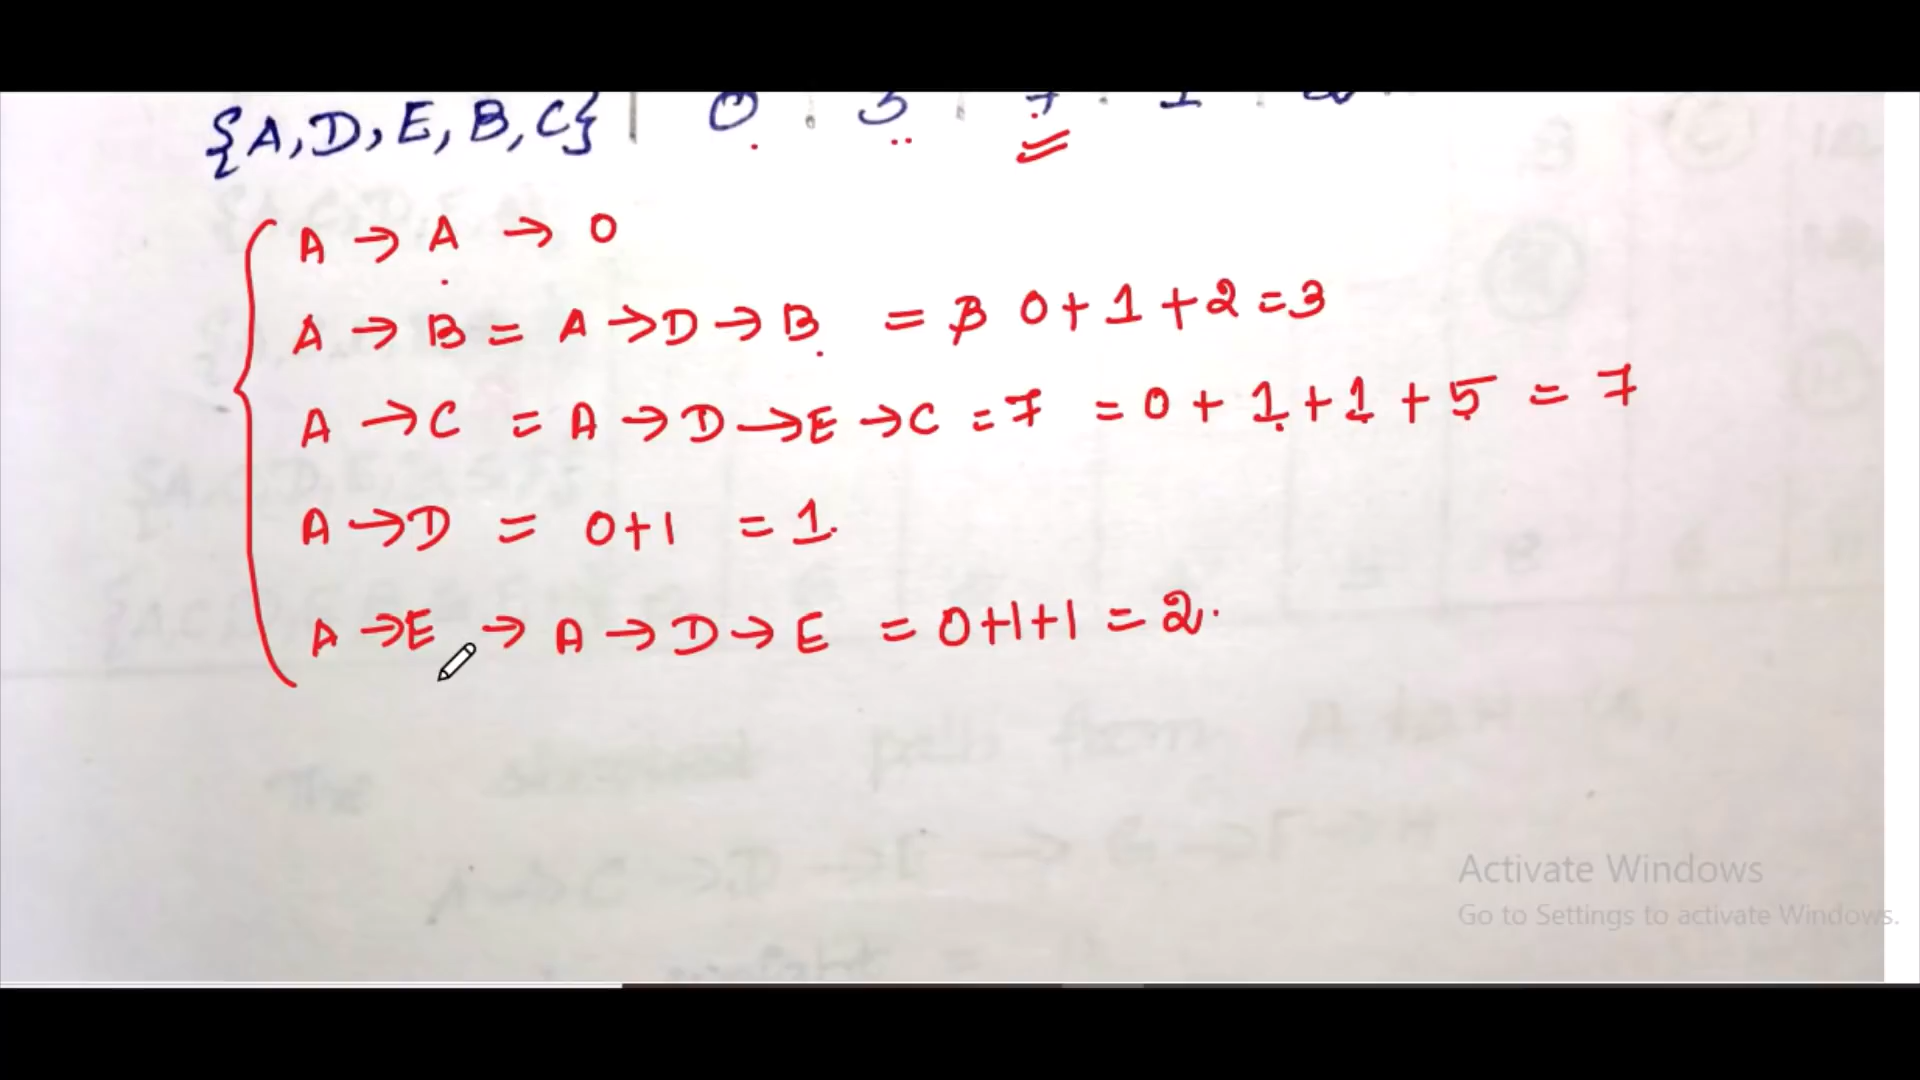 {A,D,E,B,C} | 0 : 3 : 7 : 1 : 2
A → A → 0
A → B = A → D → B = B 0+1+2=3
A → C = A → D → E → C = 7 = 0+1+1+5 = 7
A → D = 0+1 = 1.
A → E → A → D → E = 0+1+1 = 2.
Activate Windows
Go to Settings to activate Windows.